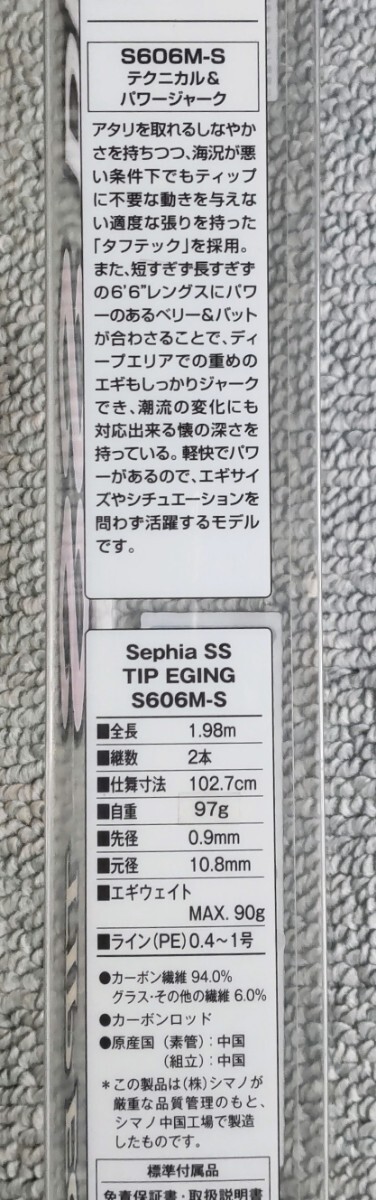 S606M-S
テクニカル&
パワージャーク
アタリを取れるしなやか
さを持ちつつ、海況が悪
い条件下でもティップ
に不要な動きを与えな
い適度な張りを持った
「タフテック」を採用。
また、短すぎず長すぎず
の6'6"レングスにパワ
ーのあるベリー&バット
が合わさることで、ディ
ープエリアでの重めの
エギもしっかりジャーク
でき、潮流の変化にも
対応出来る懐の深さを
持っている。軽快でパワ
ーがあるので、エギサイ
ズやシチュエーションを
問わず活躍するモデル
です。
Sephia SS
TIP EGING
S606M-S
■全長 1.98m
■継数 2本
■仕舞寸法 102.7cm
■自重 97g
■先径 0.9mm
■元径 10.8mm
■エギウェイト
MAX. 90g
■ライン(PE) 0.4~1号
●カーボン繊維 94.0%
グラス・その他の繊維 6.0%
●カーボンロッド
●原産国(素管):中国
(組立):中国
*この製品は(株)シマノが
厳重な品質管理のもと、
シマノ中国工場で製造
したものです。
標準付属品
免責保証書・取扱説明書